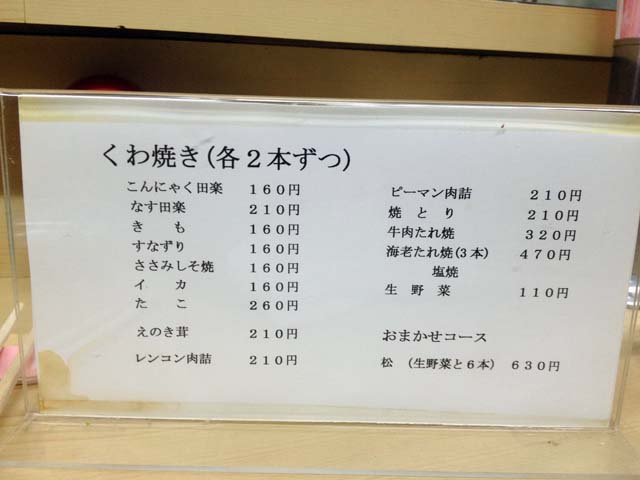 くわ焼き(各２本ずつ)
こんにゃく田楽 １６０円
なす田楽 ２１０円
き も １６０円
すなずり １６０円
ささみしそ焼 １６０円
イ カ １６０円
た こ ２６０円
えのき茸 ２１０円
レンコン肉詰 ２１０円
ピーマン肉詰 ２１０円
焼 と り ２１０円
牛肉たれ焼 ３２０円
海老たれ焼(３本) ４７０円
塩焼
生 野 菜 １１０円
おまかせコース
松 (生野菜と６本) ６３０円